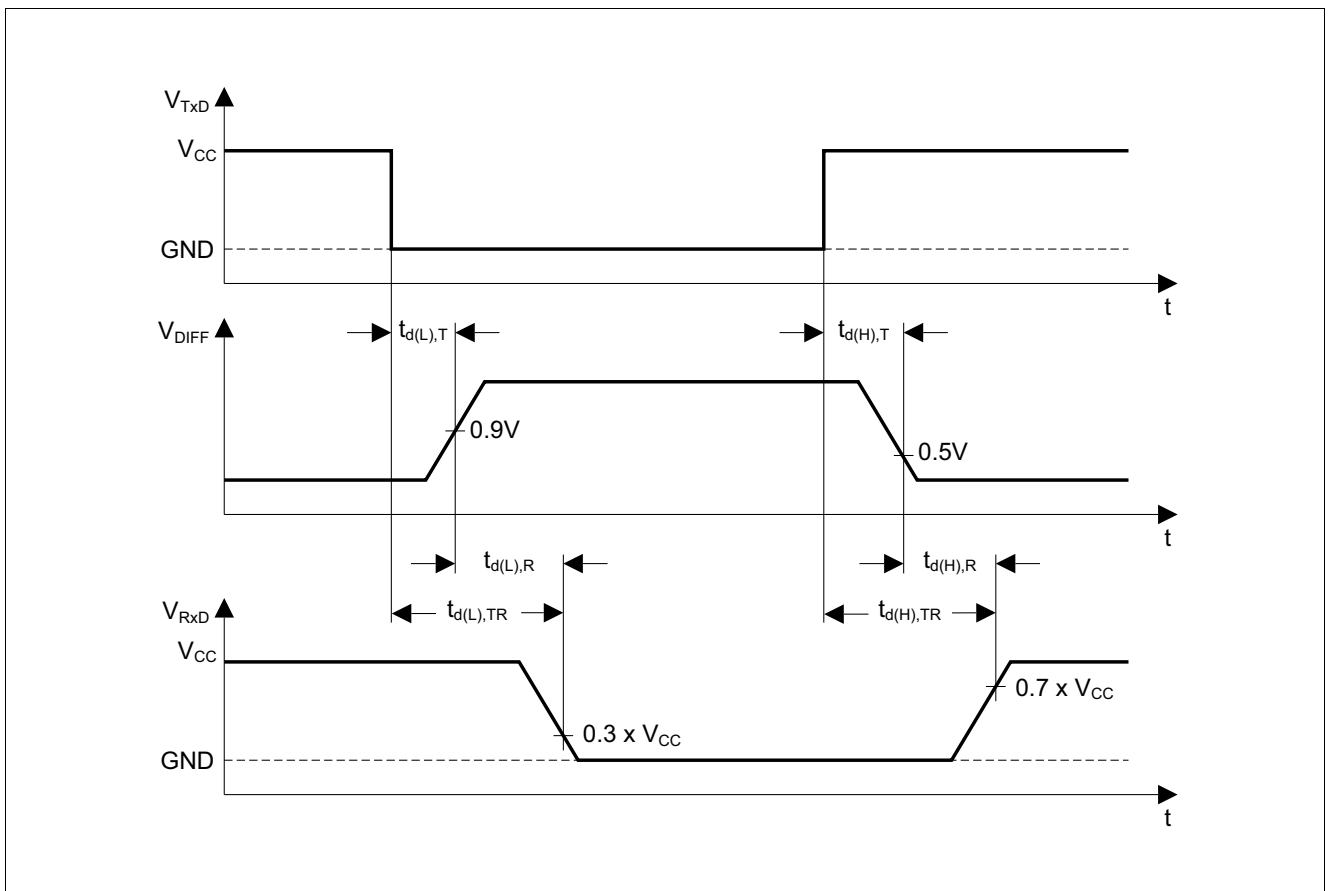 V_TxD
V_CC
GND
t
V_DIFF
t_d(L),T
t_d(H),T
0.9V
0.5V
t
t_d(L),R
t_d(H),R
t_d(L),TR
t_d(H),TR
V_RxD
V_CC
0.7 x V_CC
0.3 x V_CC
GND
t